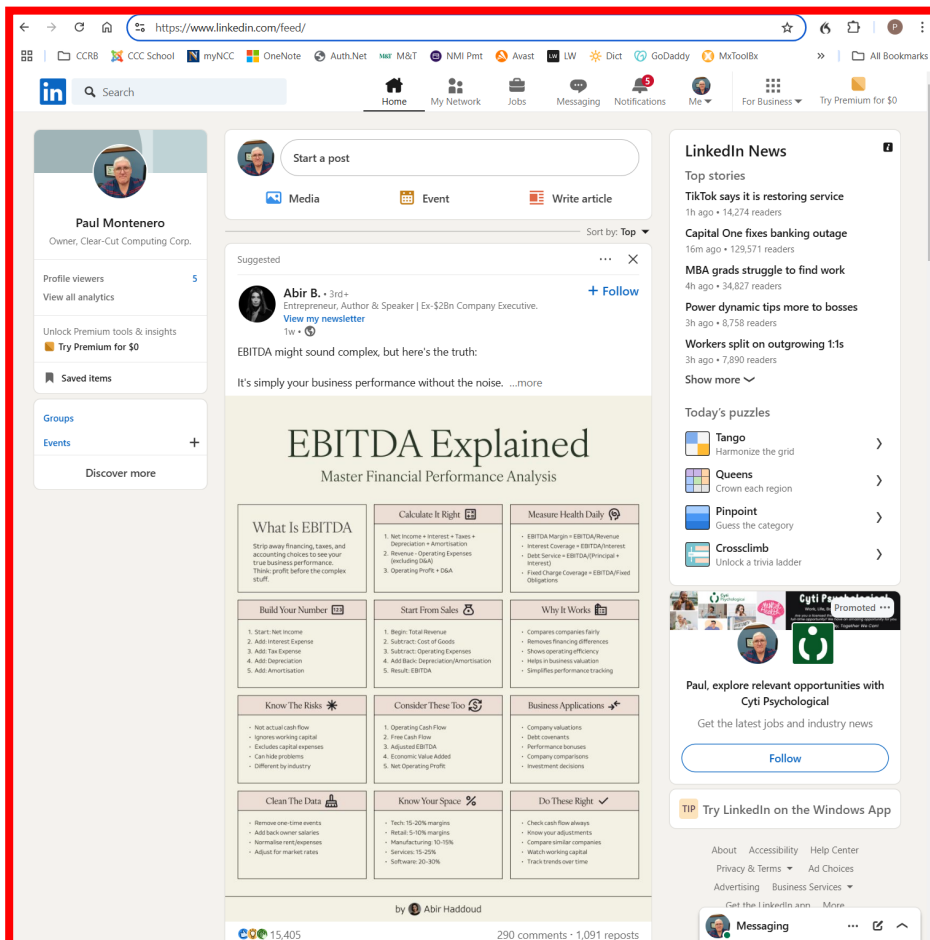 https://www.linkedin.com/feed/
P
CCRB
CCC School
myNCC
OneNote
Auth.Net
M&T M&T
NMI Pmt
Avast
LW LW
Dict
GoDaddy
MxToolBx
»
All Bookmarks
in
Search
Home
My Network
Jobs
Messaging
5
Notifications
Me
For Business
Try Premium for $0
Paul Montenero
Owner, Clear-Cut Computing Corp.
Profile viewers 5
View all analytics
Unlock Premium tools & insights
Try Premium for $0
Saved items
Groups
Events +
Discover more
Start a post
Media
Event
Write article
Sort by: Top
Suggested
Abir B. • 3rd+
+ Follow
Entrepreneur, Author & Speaker | Ex-$2Bn Company Executive.
View my newsletter
1w •
EBITDA might sound complex, but here's the truth:
It's simply your business performance without the noise. ...more
EBITDA Explained
Master Financial Performance Analysis
What Is EBITDA
Strip away financing, taxes, and
accounting choices to see your
true business performance.
Think: profit before the complex
stuff.
Calculate It Right
1. Net Income + Interest + Taxes +
Depreciation + Amortisation
2. Revenue - Operating Expenses
(excluding D&A)
3. Operating Profit + D&A
Measure Health Daily
• EBITDA Margin = EBITDA/Revenue
• Interest Coverage = EBITDA/Interest
• Debt Service = EBITDA/(Principal +
Interest)
• Fixed Charge Coverage = EBITDA/Fixed
Obligations
Build Your Number 123
1. Start: Net Income
2. Add: Interest Expense
3. Add: Tax Expense
4. Add: Depreciation
5. Add: Amortisation
Start From Sales
1. Begin: Total Revenue
2. Subtract: Cost of Goods
3. Subtract: Operating Expenses
4. Add Back: Depreciation/Amortisation
5. Result: EBITDA
Why It Works
• Compares companies fairly
• Removes financing differences
• Shows operating efficiency
• Helps in business valuation
• Simplifies performance tracking
Know The Risks
• Not actual cash flow
• Ignores working capital
• Excludes capital expenses
• Can hide problems
• Different by industry
Consider These Too
1. Operating Cash Flow
2. Free Cash Flow
3. Adjusted EBITDA
4. Economic Value Added
5. Net Operating Profit
Business Applications
• Company valuations
• Debt covenants
• Performance bonuses
• Company comparisons
• Investment decisions
Clean The Data
• Remove one-time events
• Add back owner salaries
• Normalise rent/expenses
• Adjust for market rates
Know Your Space %
• Tech: 15-20% margins
• Retail: 5-10% margins
• Manufacturing: 10-15%
• Services: 15-25%
• Software: 20-30%
Do These Right
• Check cash flow always
• Know your adjustments
• Compare similar companies
• Watch working capital
• Track trends over time
by Abir Haddoud
15,405
290 comments · 1,091 reposts
LinkedIn News
Top stories
TikTok says it is restoring service
1h ago • 14,274 readers
Capital One fixes banking outage
16m ago • 129,571 readers
MBA grads struggle to find work
4h ago • 34,827 readers
Power dynamic tips more to bosses
3h ago • 8,758 readers
Workers split on outgrowing 1:1s
3h ago • 7,890 readers
Show more
Today's puzzles
Tango
Harmonize the grid
Queens
Crown each region
Pinpoint
Guess the category
Crossclimb
Unlock a trivia ladder
Cyti Psychological
Promoted
Paul, explore relevant opportunities with
Cyti Psychological
Get the latest jobs and industry news
Follow
TIP Try LinkedIn on the Windows App
About Accessibility Help Center
Privacy & Terms Ad Choices
Advertising Business Services
Get the LinkedIn app More
Messaging